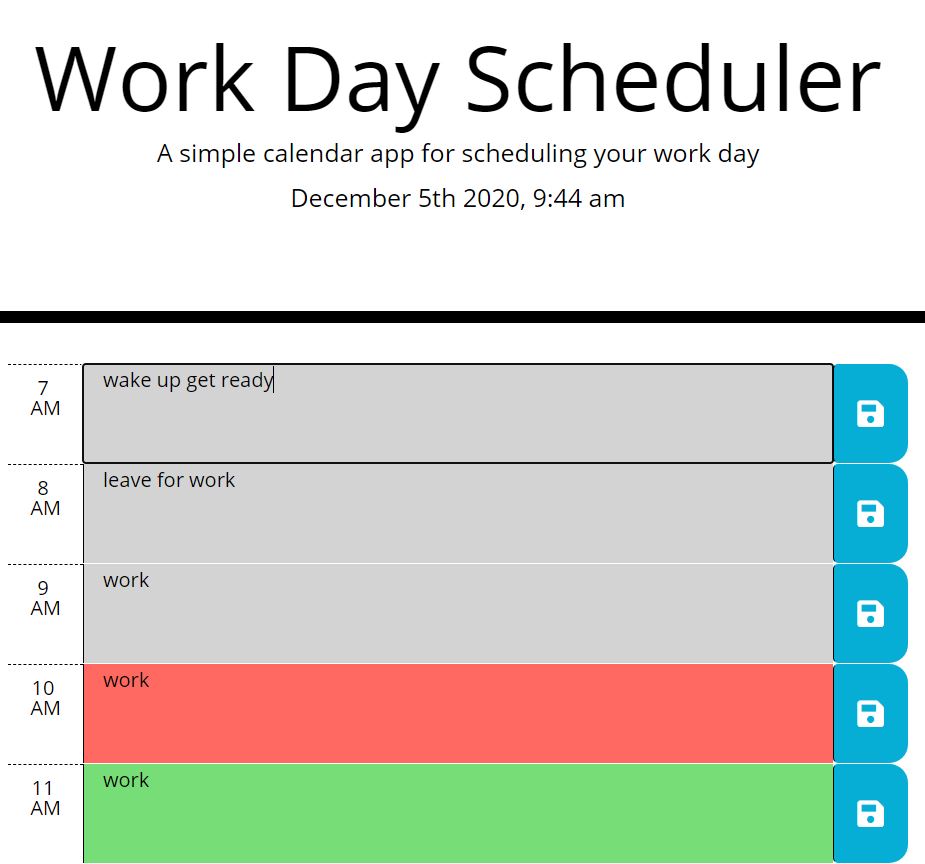 Work Day Scheduler
A simple calendar app for scheduling your work day
December 5th 2020, 9:44 am
7
AM
wake up get ready
8
AM
leave for work
9
AM
work
10
AM
work
11
AM
work